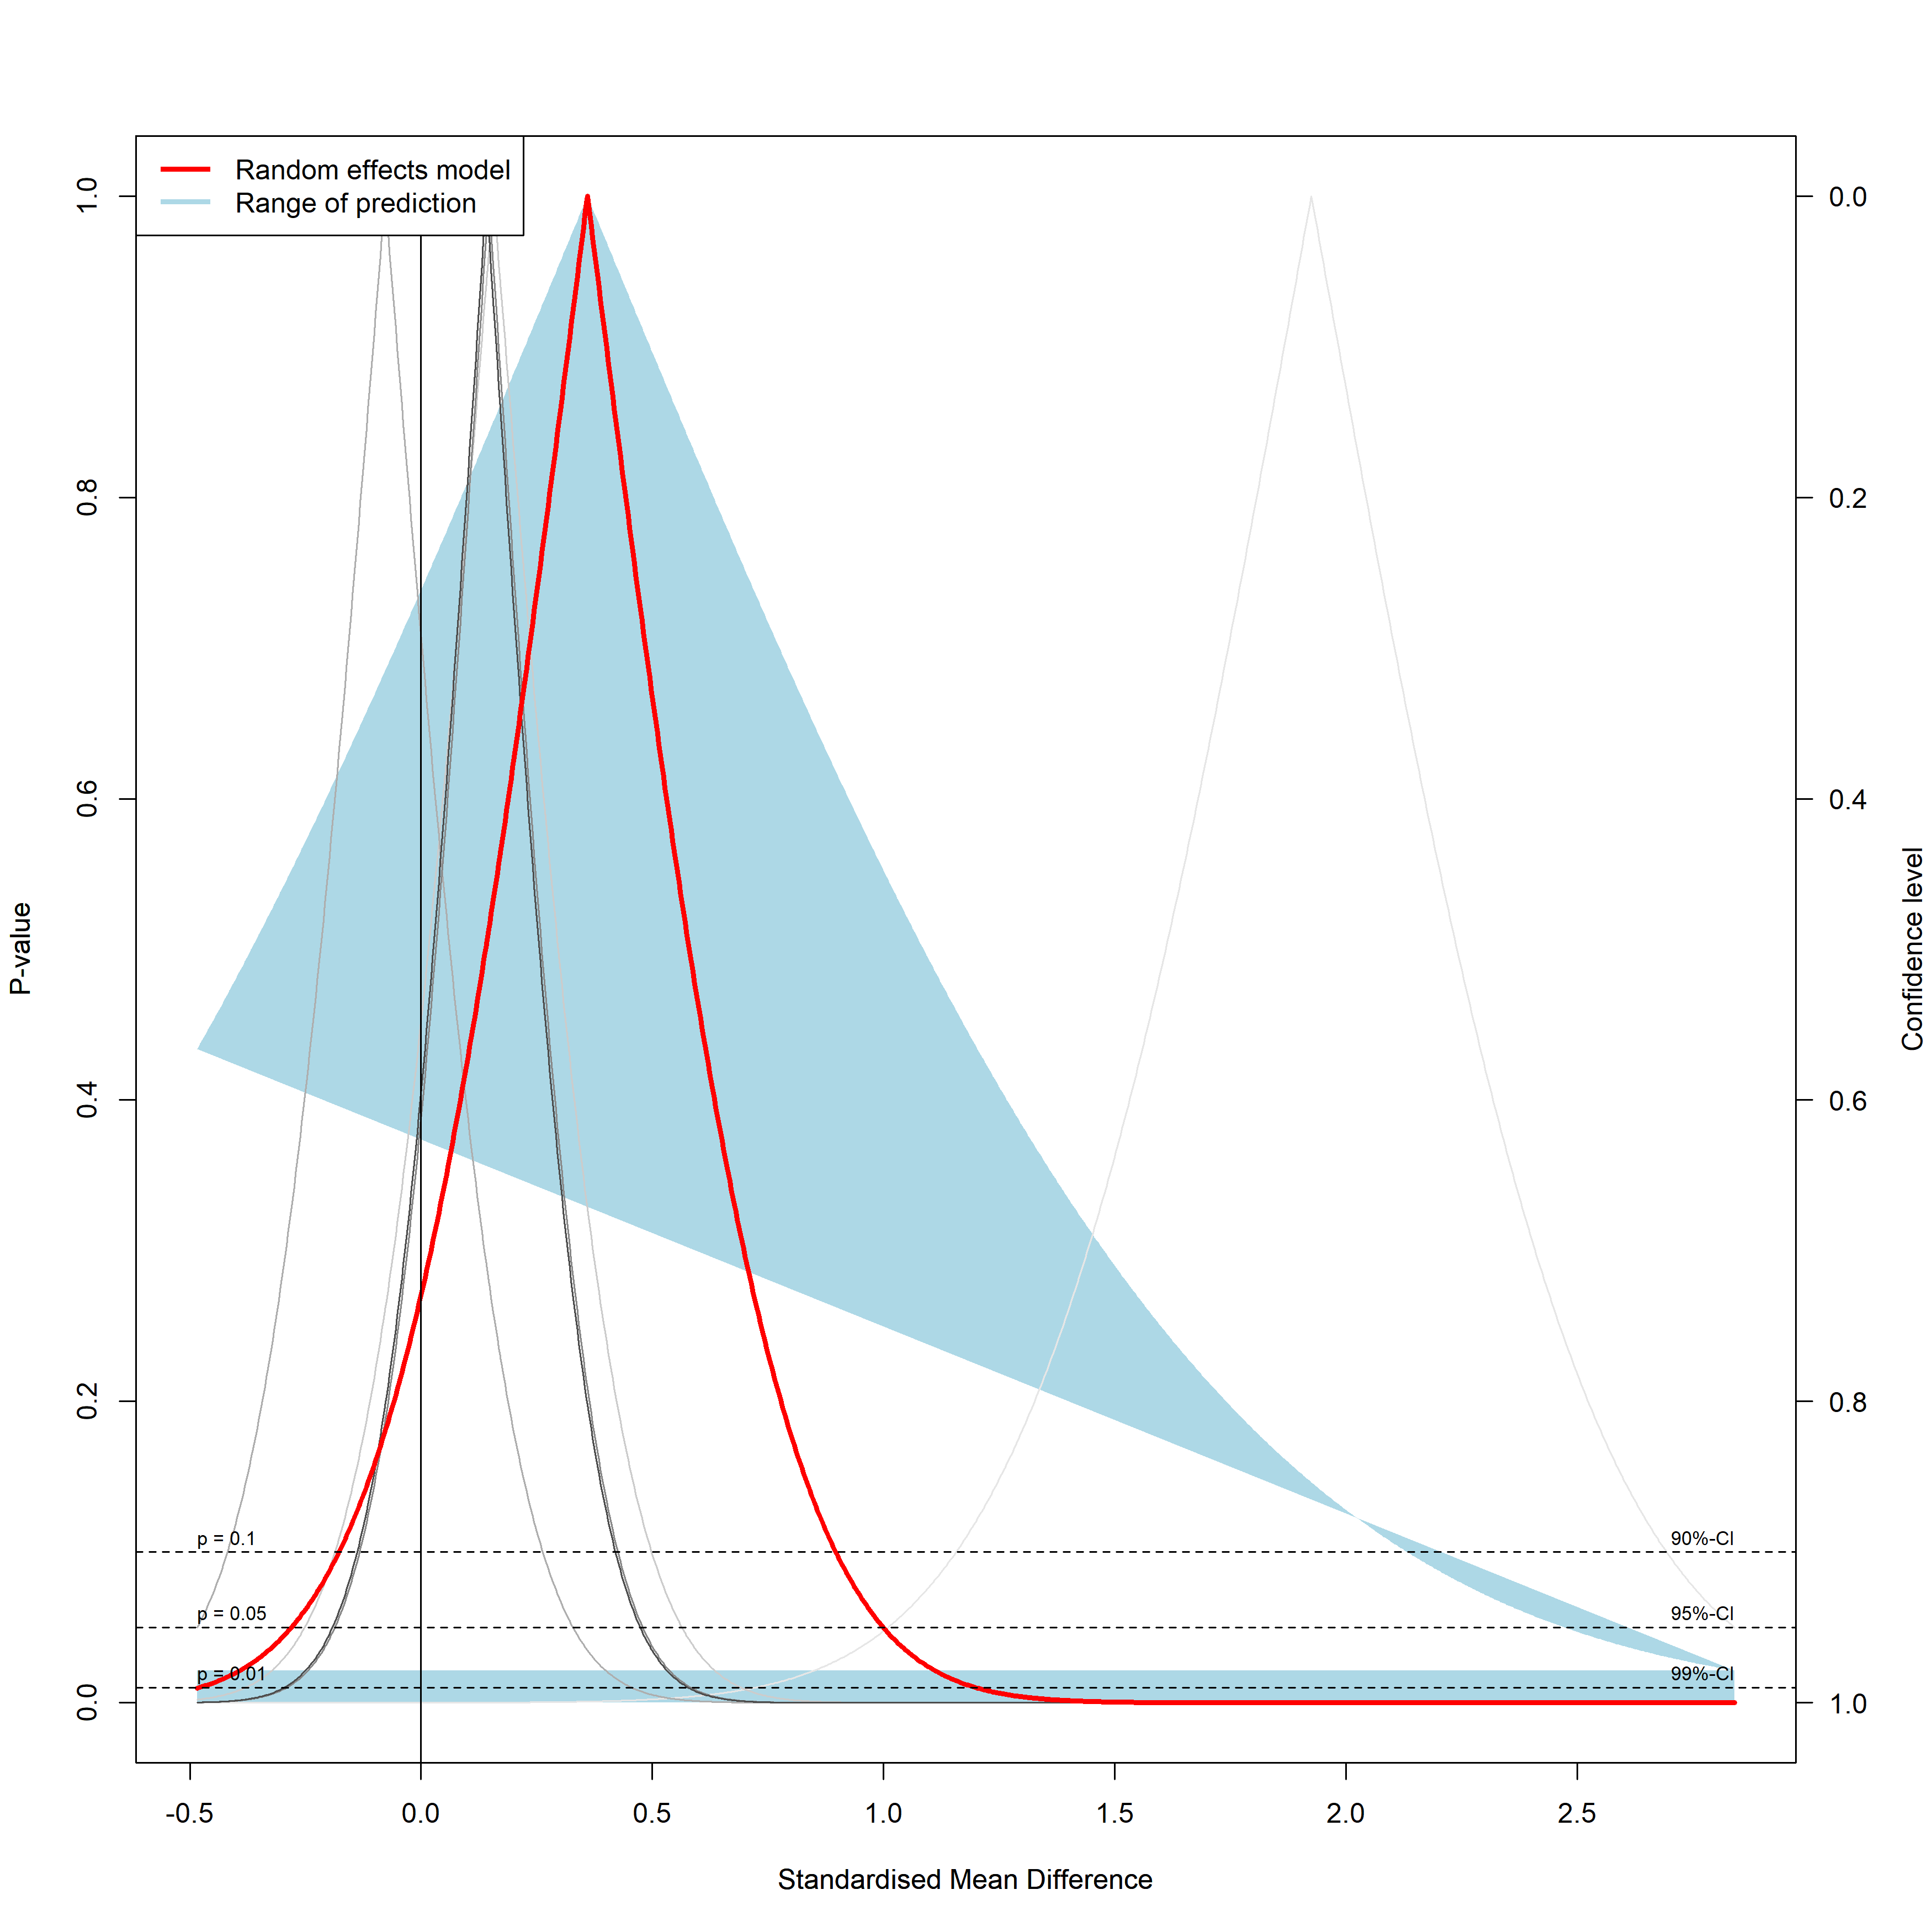 Random effects model
Range of prediction
1.0
0.8
0.6
0.4
0.2
0.0
P-value
0.0
0.2
0.4
0.6
0.8
1.0
Confidence level
p = 0.1
90%-CI
p = 0.05
95%-CI
p = 0.01
99%-CI
-0.5 0.0 0.5 1.0 1.5 2.0 2.5
Standardised Mean Difference